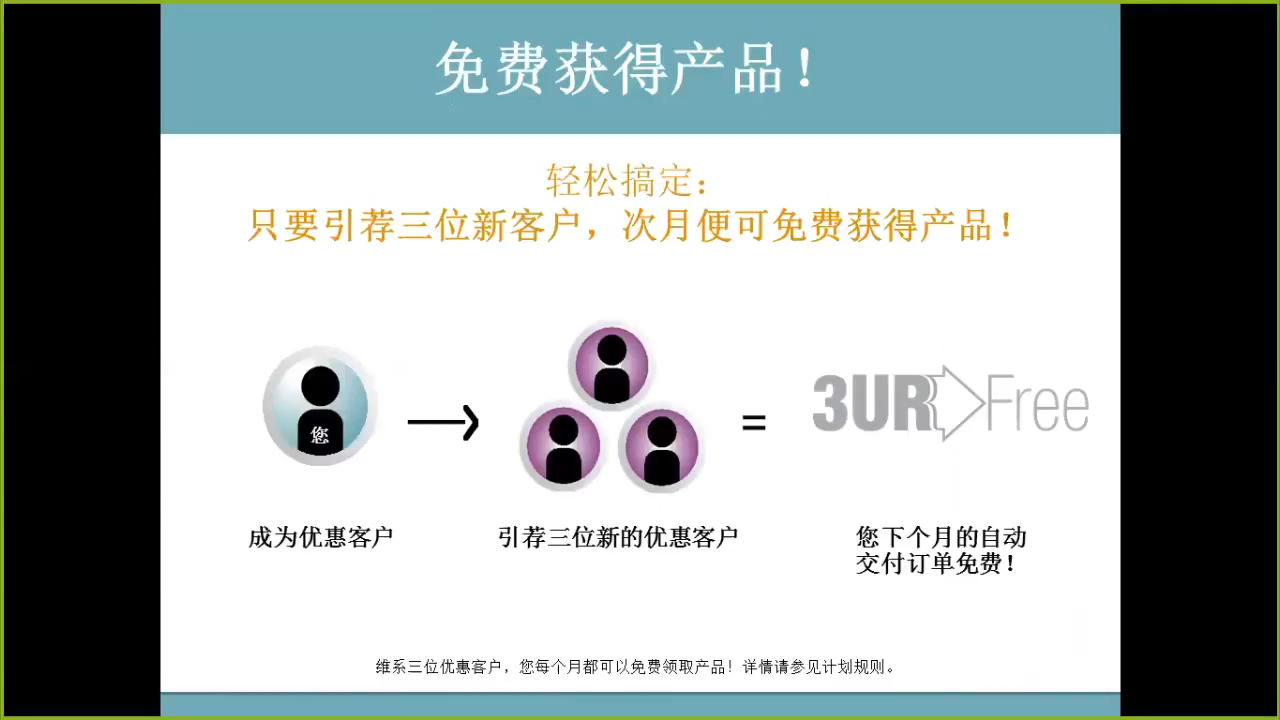 免费获得产品！
轻松搞定：
只要引荐三位新客户，次月便可免费获得产品！
您
3UR Free
成为优惠客户
引荐三位新的优惠客户
您下个月的自动
交付订单免费！
维系三位优惠客户，您每个月都可以免费领取产品！详情请参见计划规则。